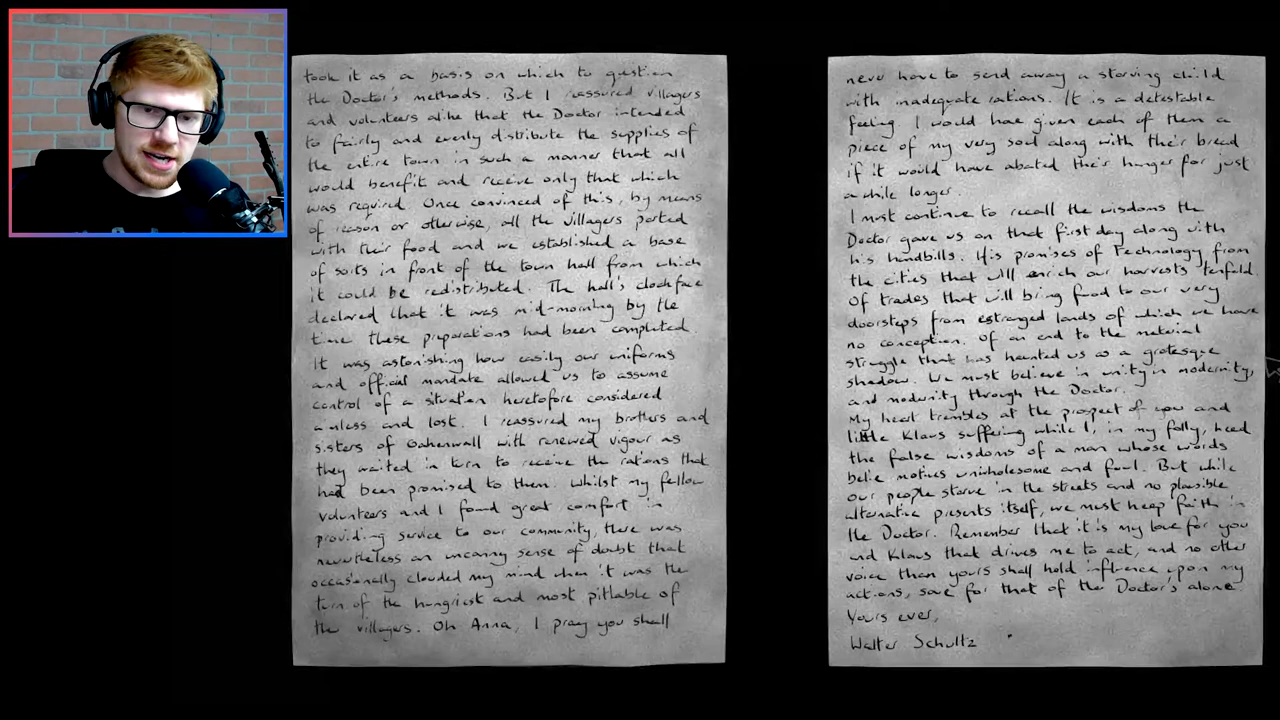 took it as a basis on which to question
the Doctor's methods. But I reassured villagers
and volunteers alike that the Doctor intended
to fairly and evenly distribute the supplies of
the entire town in such a manner that all
would benefit and receive only that which
was required. Once convinced of this, by means
of reason or otherwise, all the villagers parted
with their food and we established a base
of sorts in front of the town hall from which
it could be redistributed. The hall's clockface
declared that it was mid-morning by the
time these preparations had been completed.
It was astonishing how easily our uniforms
and official mandate allowed us to assume
control of a situation heretofore considered
aimless and lost. I reassured my brothers and
sisters of Oakenwall with renewed vigour as
they waited in turn to receive the rations that
had been promised to them. Whilst my fellow
volunteers and I found great comfort in
providing service to our community, there was
nevertheless an uncanny sense of doubt that
occasionally clouded my mind when it was the
turn of the hungriest and most pitiable of
the villagers. Oh Anna, I pray you shall
never have to send away a starving child
with inadequate rations. It is a detestable
feeling. I would have given each of them a
piece of my very soul along with their bread
if it would have abated their hunger for just
a while longer.
I must continue to recall the wisdoms the
Doctor gave us on that first day along with
his handbills. His promises of Technology from
the cities that will enrich our harvests tenfold.
Of trades that will bring food to our very
doorsteps from estranged lands of which we have
no conception. Of an end to the material
struggle that has haunted us as a grotesque
shadow. We must believe in unity in modernity,
and modernity through the Doctor.
My heart trembles at the prospect of you and
little Klaus suffering while I, in my folly, heed
the false wisdoms of a man whose words
belie motives unwholesome and foul. But while
our people starve in the streets and no plausible
alternative presents itself, we must keep faith in
the Doctor. Remember that it is my love for you
and Klaus that drives me to act, and no other
voice than yours shall hold influence upon my
actions, save for that of the Doctor's alone.
Yours ever,
Walter Schultz